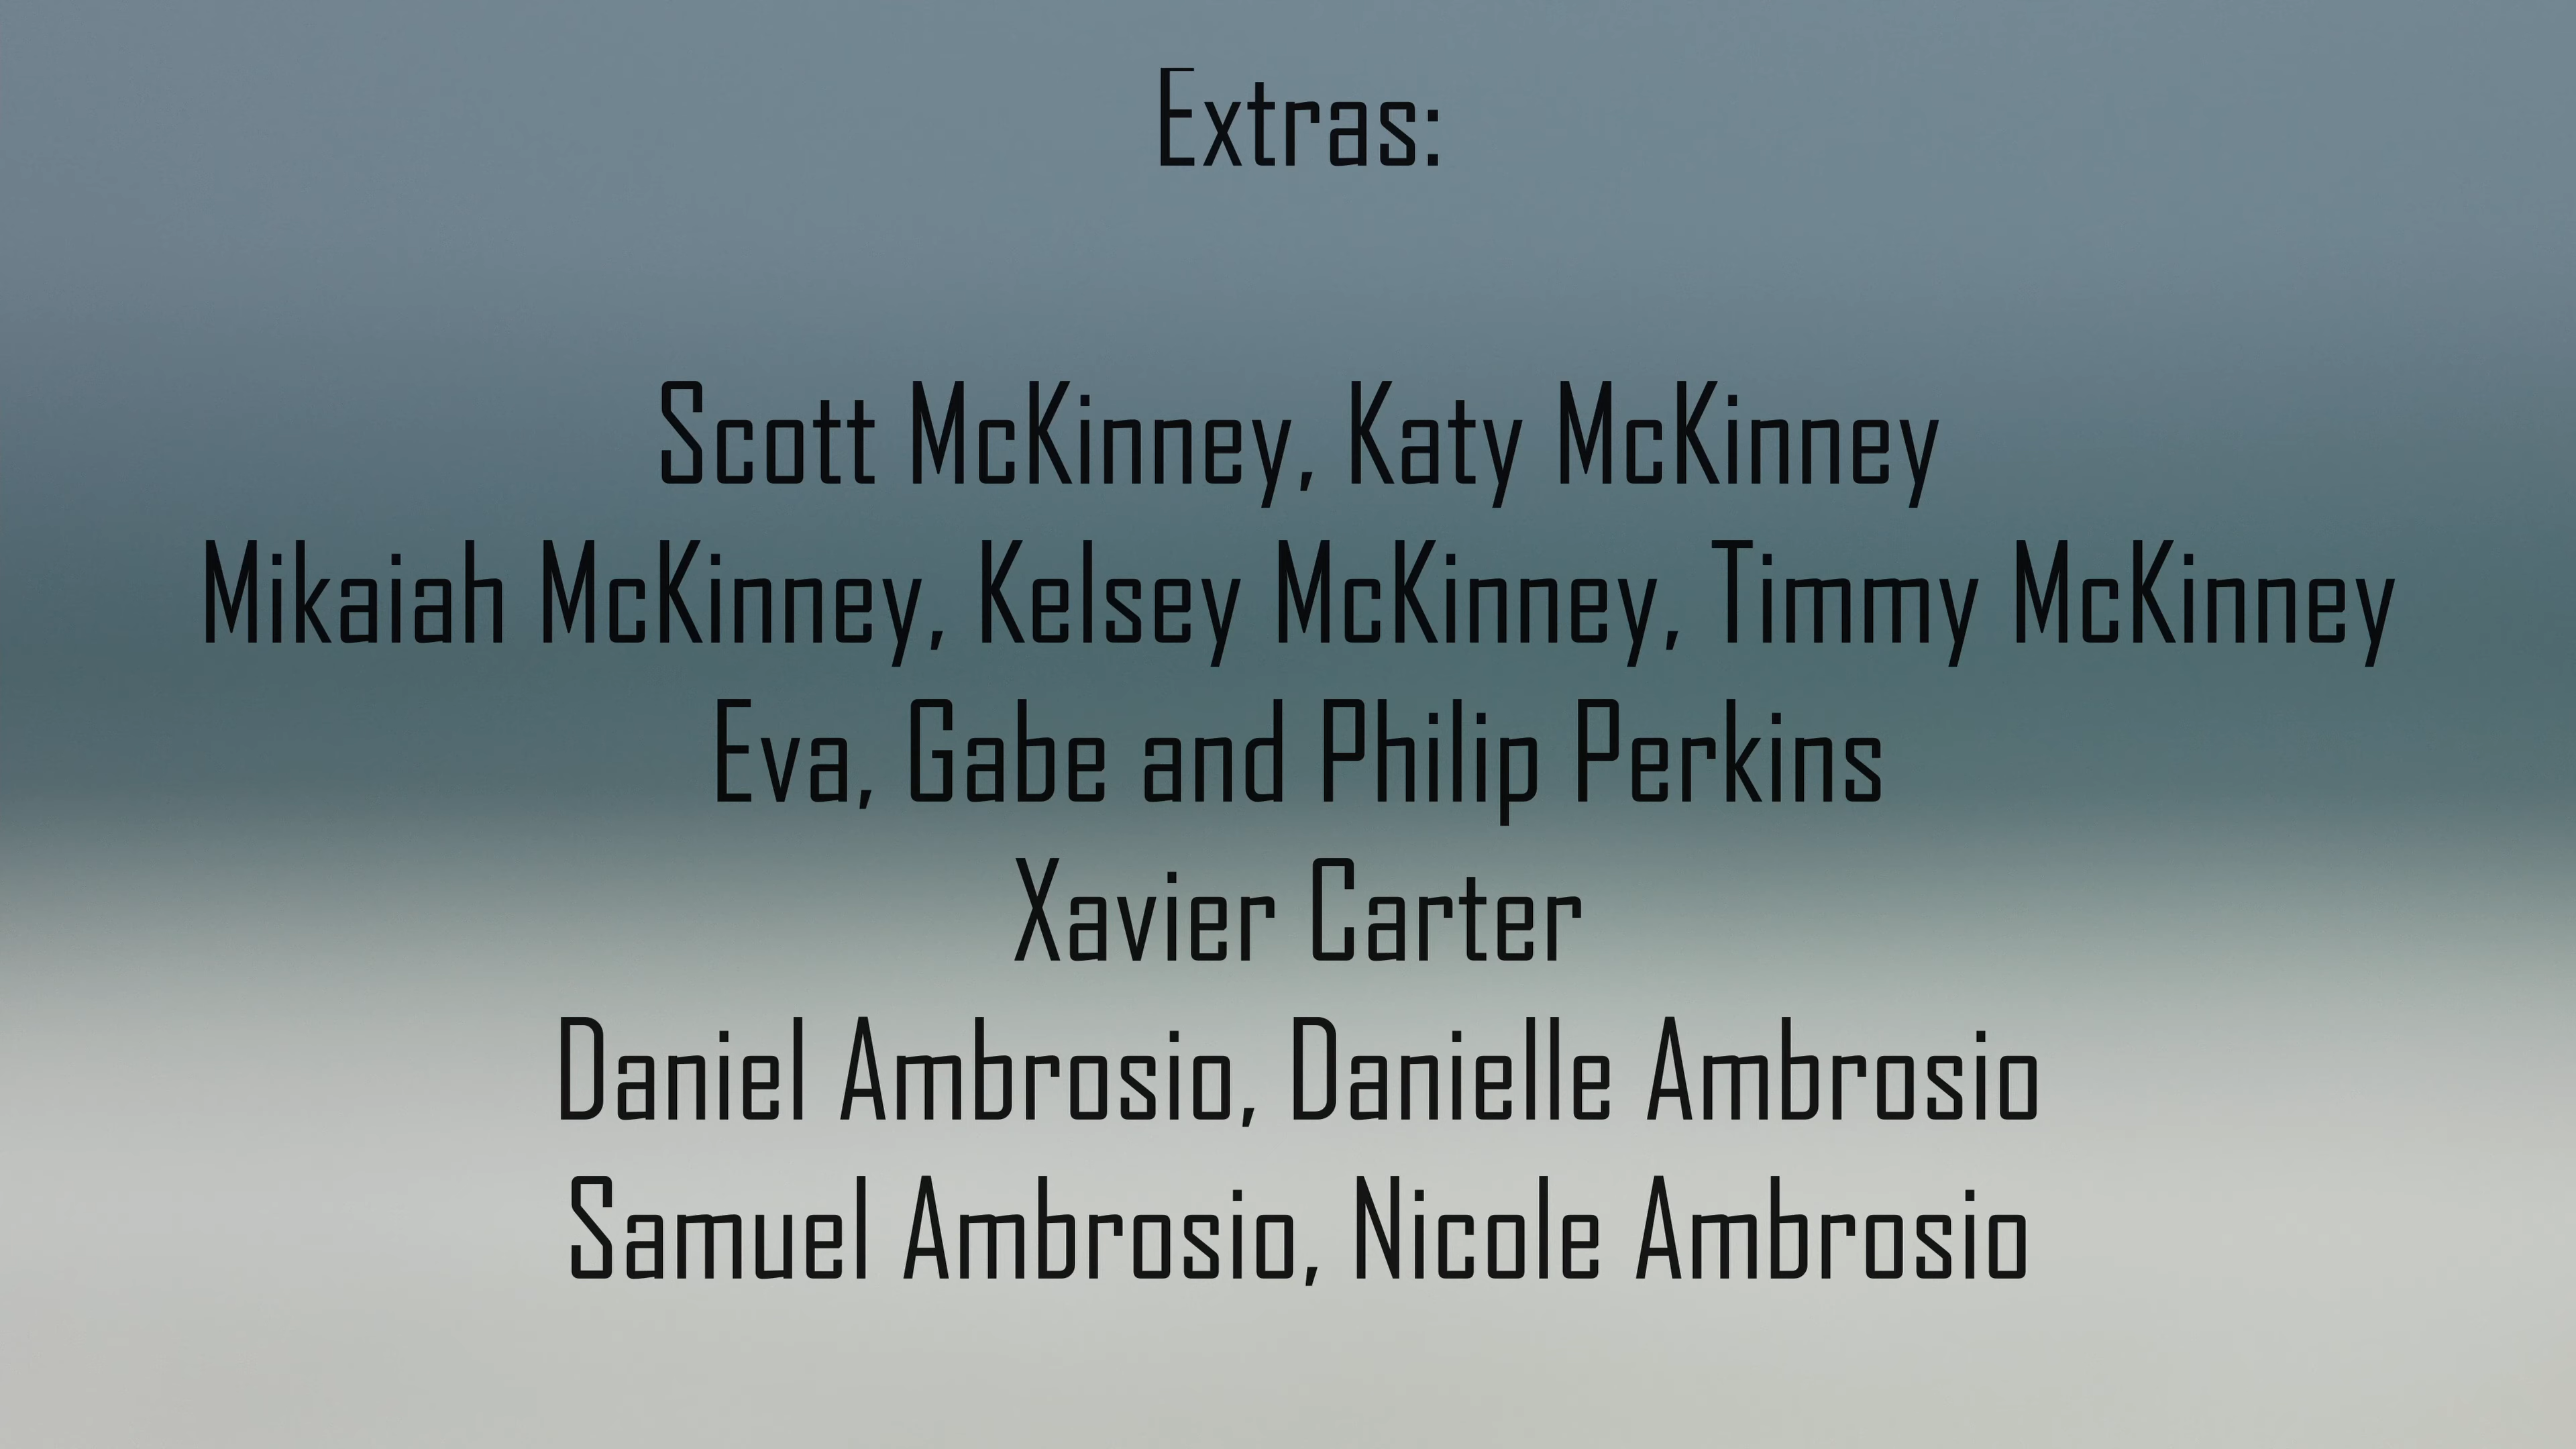 Extras:
Scott McKinney, Katy McKinney
Mikaiah McKinney, Kelsey McKinney, Timmy McKinney
Eva, Gabe and Philip Perkins
Xavier Carter
Daniel Ambrosio, Danielle Ambrosio
Samuel Ambrosio, Nicole Ambrosio